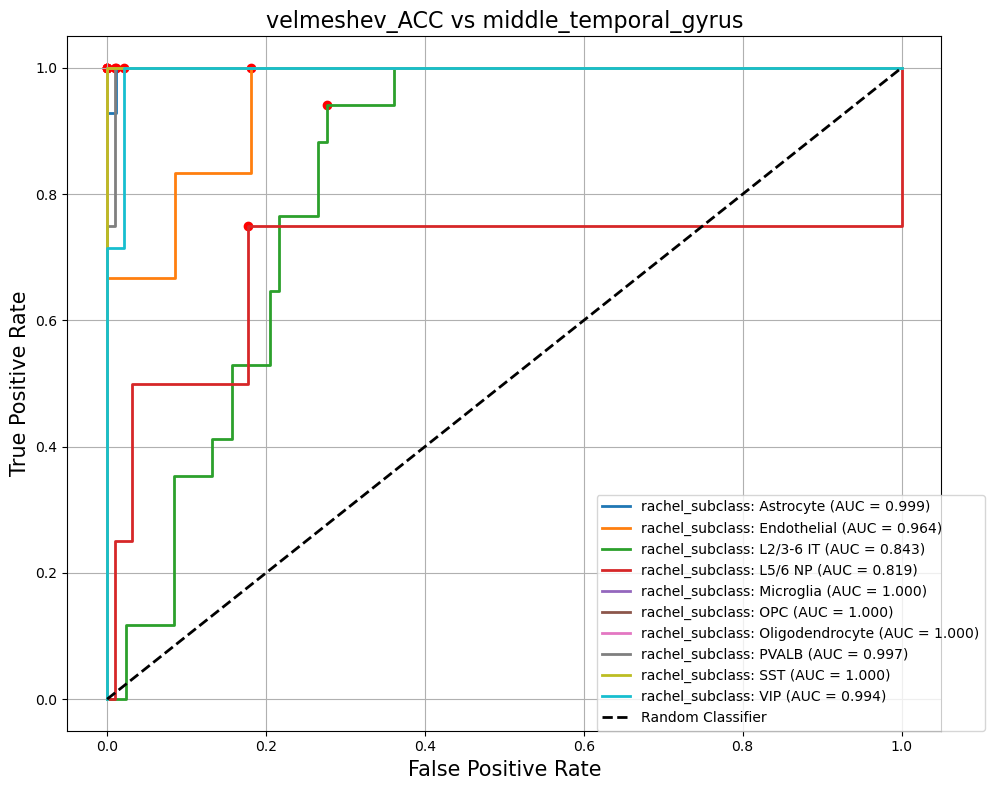 velmeshev_ACC vs middle_temporal_gyrus
True Positive Rate
1.0
0.8
0.6
0.4
0.2
0.0
0.0
0.2
0.4
0.6
0.8
1.0
False Positive Rate
rachel_subclass: Astrocyte (AUC = 0.999)
rachel_subclass: Endothelial (AUC = 0.964)
rachel_subclass: L2/3-6 IT (AUC = 0.843)
rachel_subclass: L5/6 NP (AUC = 0.819)
rachel_subclass: Microglia (AUC = 1.000)
rachel_subclass: OPC (AUC = 1.000)
rachel_subclass: Oligodendrocyte (AUC = 1.000)
rachel_subclass: PVALB (AUC = 0.997)
rachel_subclass: SST (AUC = 1.000)
rachel_subclass: VIP (AUC = 0.994)
Random Classifier